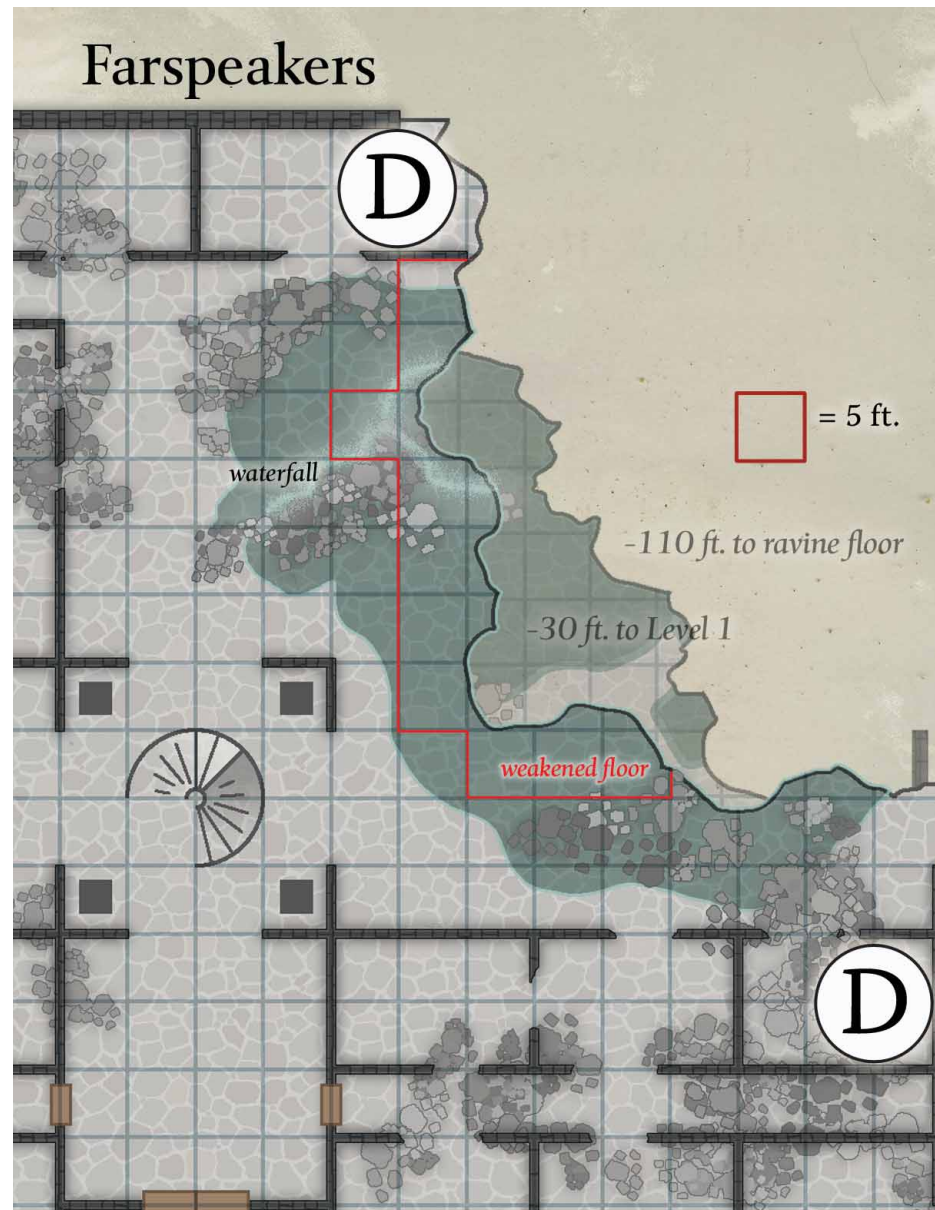 Farspeakers
D
= 5 ft.
waterfall
-110 ft. to ravine floor
-30 ft. to Level 1
weakened floor
D